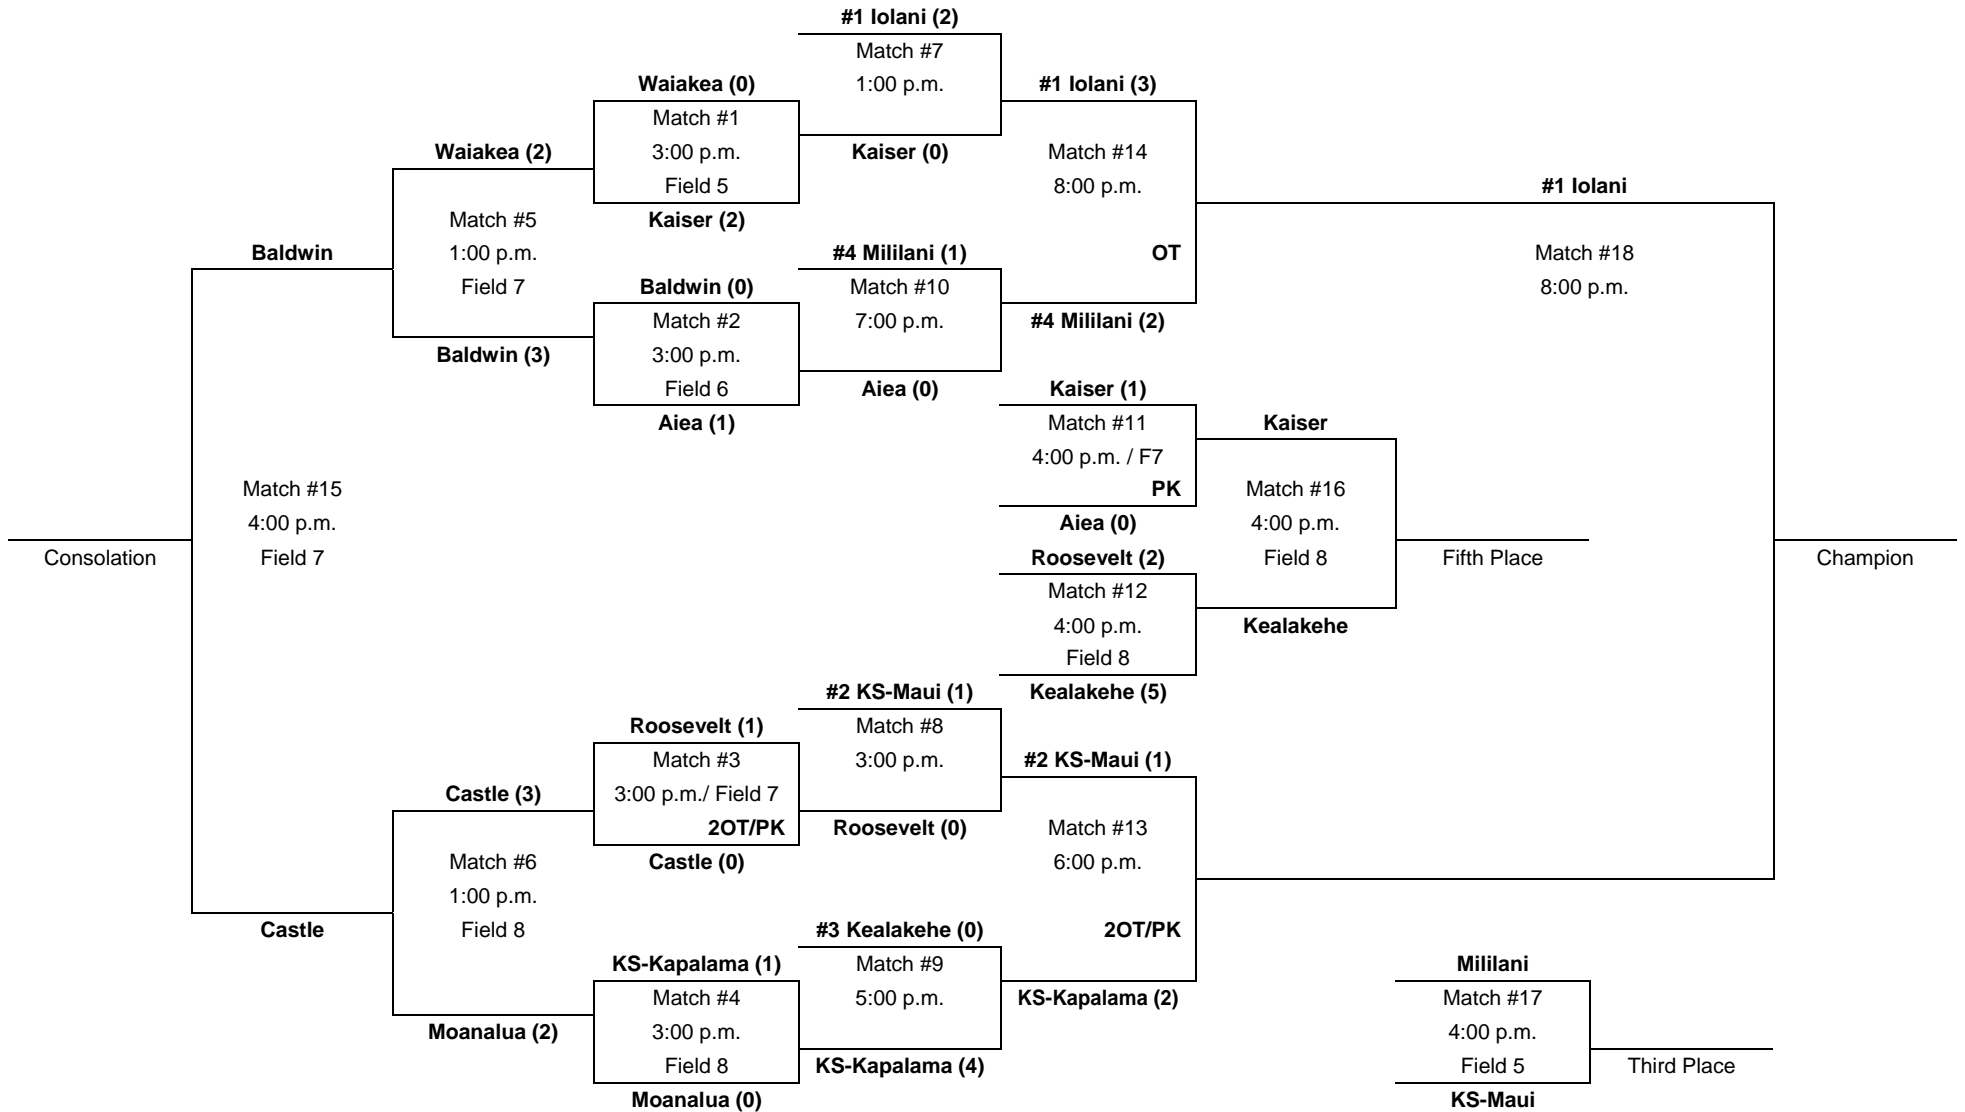 #1 Iolani (2)
Match #7
1:00 p.m.
Kaiser (0)
Waiakea (0)
Match #1
3:00 p.m.
Field 5
Kaiser (2)
#1 Iolani (3)
Match #14
8:00 p.m.
OT
#4 Mililani (2)
Waiakea (2)
Match #5
1:00 p.m.
Field 7
Baldwin (3)
#1 Iolani
Match #18
8:00 p.m.
Baldwin
#4 Mililani (1)
Match #10
7:00 p.m.
Aiea (0)
Baldwin (0)
Match #2
3:00 p.m.
Field 6
Aiea (1)
Kaiser (1)
Match #11
4:00 p.m. / F7
PK
Aiea (0)
Kaiser
Match #16
4:00 p.m.
Field 8
Kealakehe
Match #15
4:00 p.m.
Field 7
Consolation
Fifth Place
Champion
Roosevelt (2)
Match #12
4:00 p.m.
Field 8
Kealakehe (5)
#2 KS-Maui (1)
Match #8
3:00 p.m.
Roosevelt (0)
Roosevelt (1)
Match #3
3:00 p.m./ Field 7
2OT/PK
Castle (0)
#2 KS-Maui (1)
Match #13
6:00 p.m.
2OT/PK
KS-Kapalama (2)
Castle (3)
Match #6
1:00 p.m.
Field 8
Moanalua (2)
Castle
#3 Kealakehe (0)
Match #9
5:00 p.m.
KS-Kapalama (4)
KS-Kapalama (1)
Match #4
3:00 p.m.
Field 8
Moanalua (0)
Mililani
Match #17
4:00 p.m.
Field 5
KS-Maui
Third Place